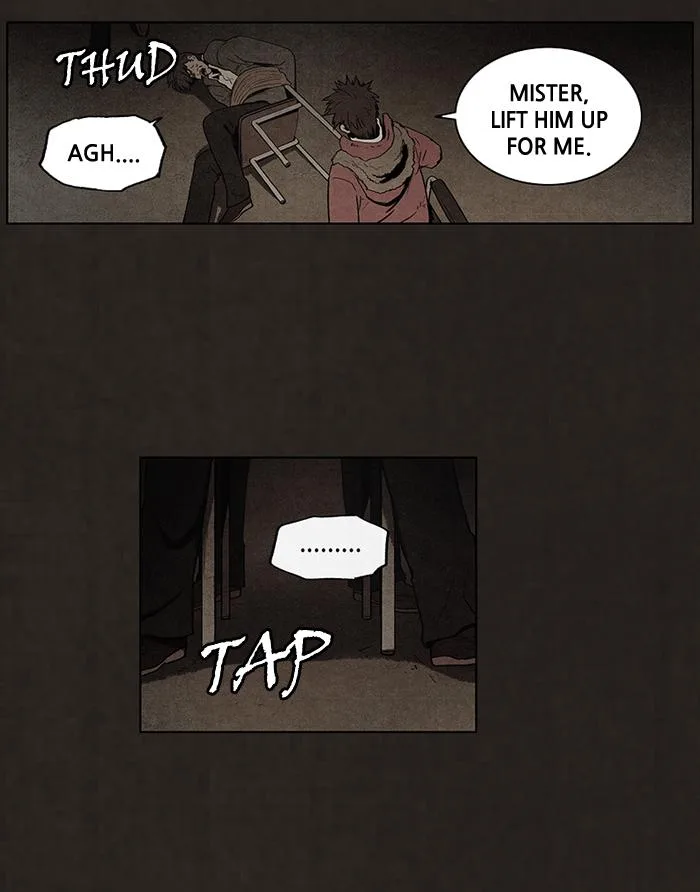 THUD
AGH....
MISTER,
LIFT HIM UP
FOR ME.
.........
TAP